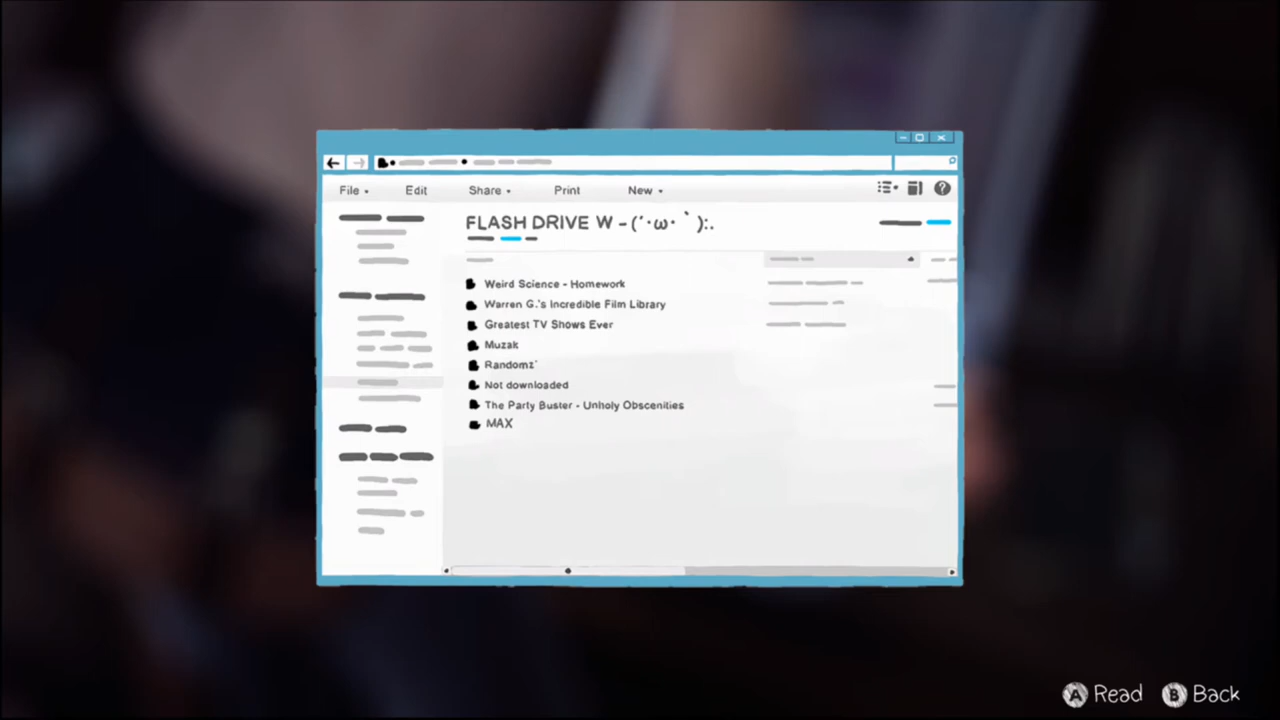 File Edit Share Print New
FLASH DRIVE W -(´･ω･｀):.
Weird Science - Homework
Warren G.'s Incredible Film Library
Greatest TV Shows Ever
Muzak
Randomz'
Not downloaded
The Party Buster - Unholy Obscenities
MAX
A Read B Back